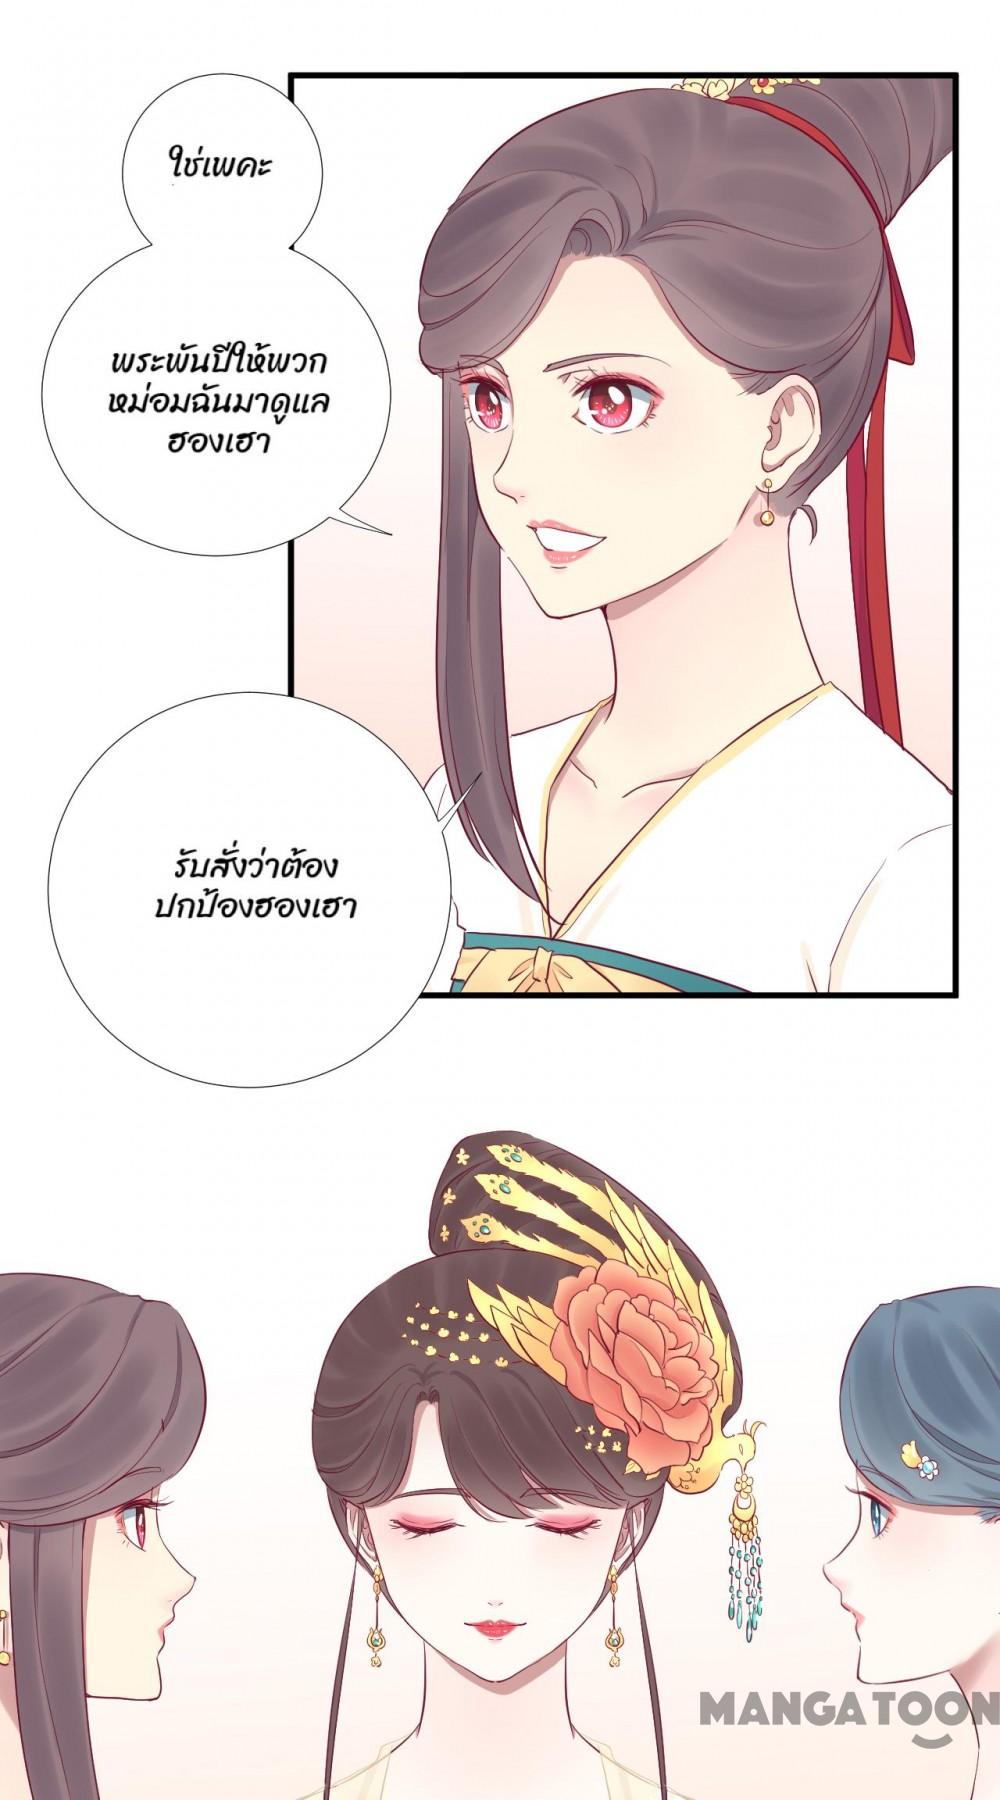 ใช่เพคะ
พระพันปีให้พวก
หม่อมฉันมาดูแล
ฮองเฮา
รับสั่งว่าต้อง
ปกป้องฮองเฮา
MANGATOON